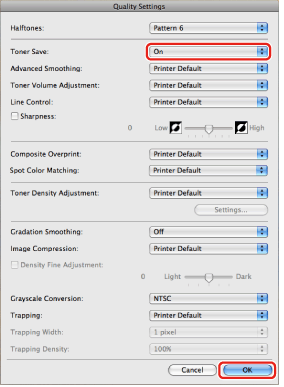 Quality Settings
Halftones: Pattern 6
Toner Save: On
Advanced Smoothing: Printer Default
Toner Volume Adjustment: Printer Default
Line Control: Printer Default
Sharpness:
0 Low High
Composite Overprint: Printer Default
Spot Color Matching: Printer Default
Toner Density Adjustment: Printer Default
Settings...
Gradation Smoothing: Off
Image Compression: Printer Default
Density Fine Adjustment:
0 Light Dark
Grayscale Conversion: NTSC
Trapping: Printer Default
Trapping Width: 1 pixel
Trapping Density: 100%
Cancel OK